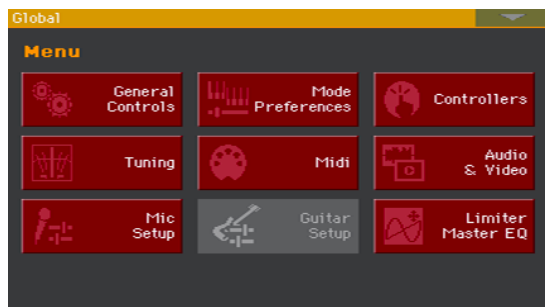 Global
Menu
General
Controls
Mode
Preferences
Controllers
Tuning
Midi
Audio
& Video
Mic
Setup
Guitar
Setup
Limiter
Master EQ